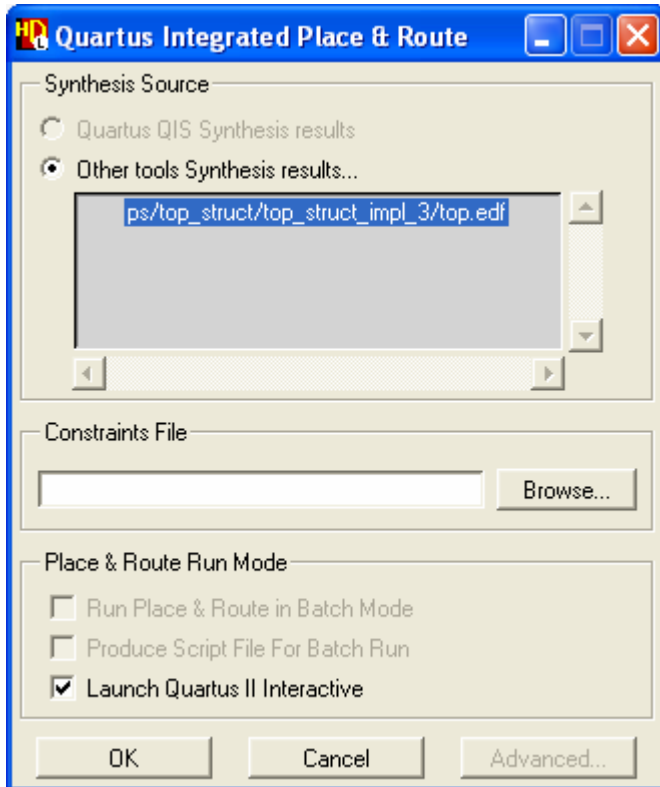 HDL Quartus Integrated Place & Route
Synthesis Source
Quartus QIS Synthesis results
Other tools Synthesis results...
ps/top_struct/top_struct_impl_3/top.edf
Constraints File
Browse...
Place & Route Run Mode
Run Place & Route in Batch Mode
Produce Script File For Batch Run
Launch Quartus II Interactive
OK Cancel Advanced...